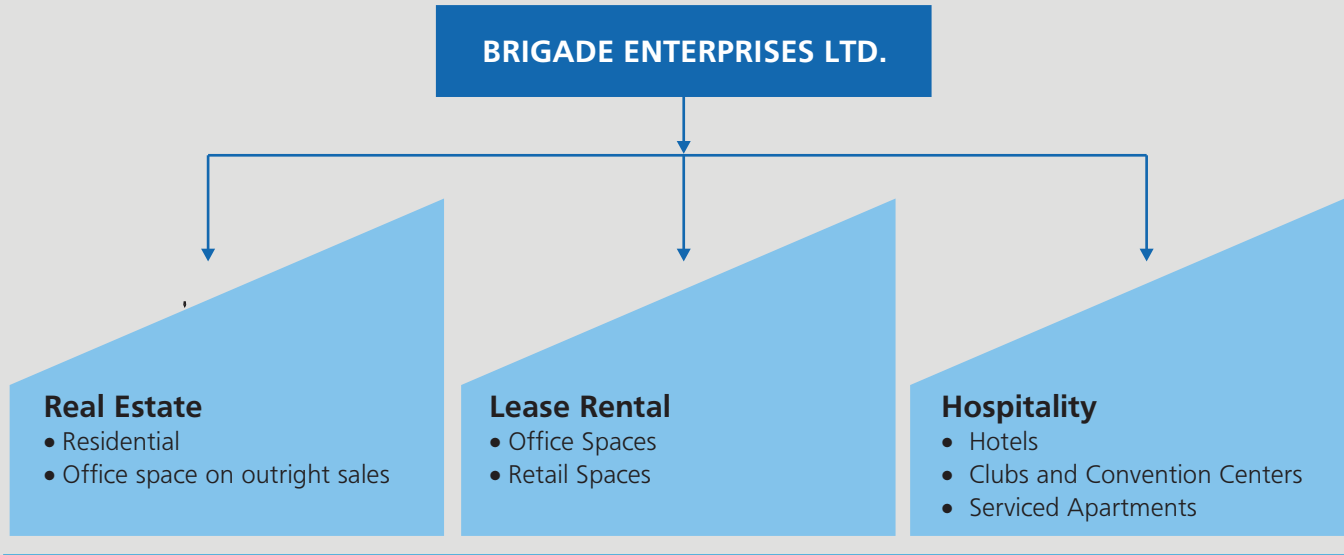 BRIGADE ENTERPRISES LTD.
Real Estate
• Residential
• Office space on outright sales
Lease Rental
• Office Spaces
• Retail Spaces
Hospitality
• Hotels
• Clubs and Convention Centers
• Serviced Apartments